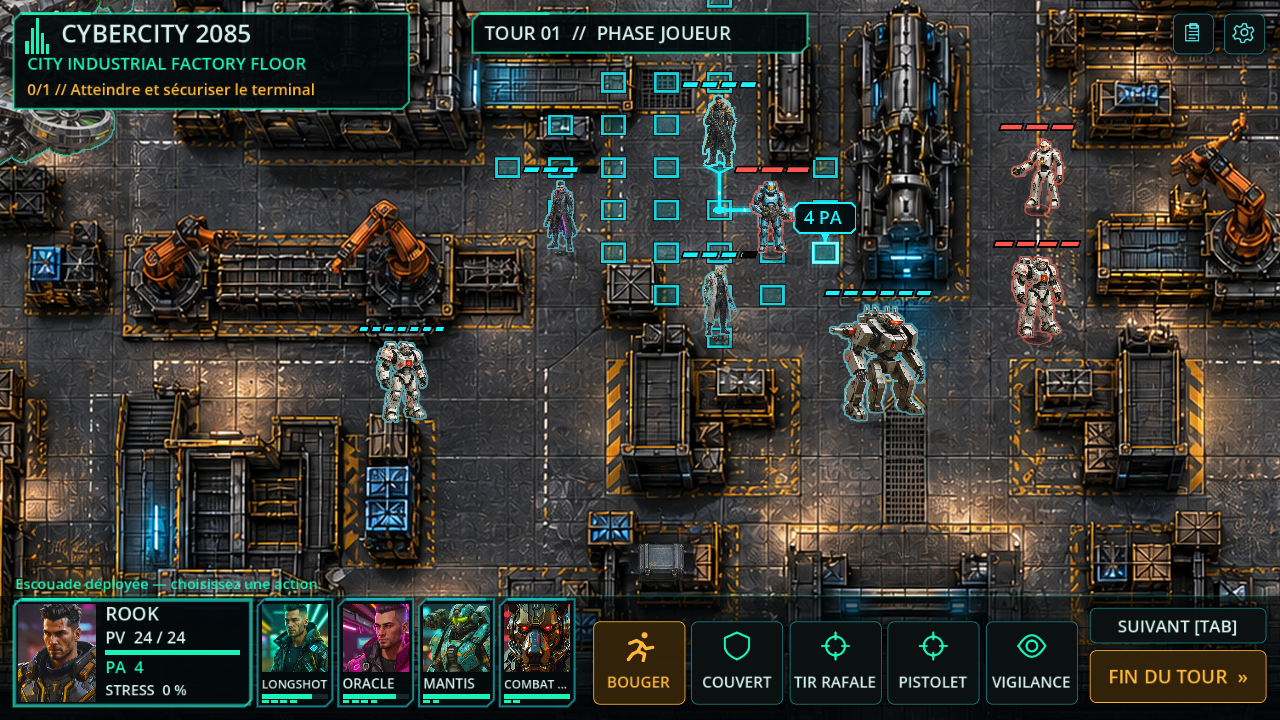 CYBERCITY 2085
CITY INDUSTRIAL FACTORY FLOOR
0/1 // Atteindre et sécuriser le terminal
TOUR 01 // PHASE JOUEUR
4 PA
Escouade déployée — choisissez une action.
ROOK
PV 24 / 24
PA 4
STRESS 0 %
LONGSHOT
ORACLE
MANTIS
COMBAT ...
BOUGER
COUVERT
TIR RAFALE
PISTOLET
VIGILANCE
SUIVANT [TAB]
FIN DU TOUR »